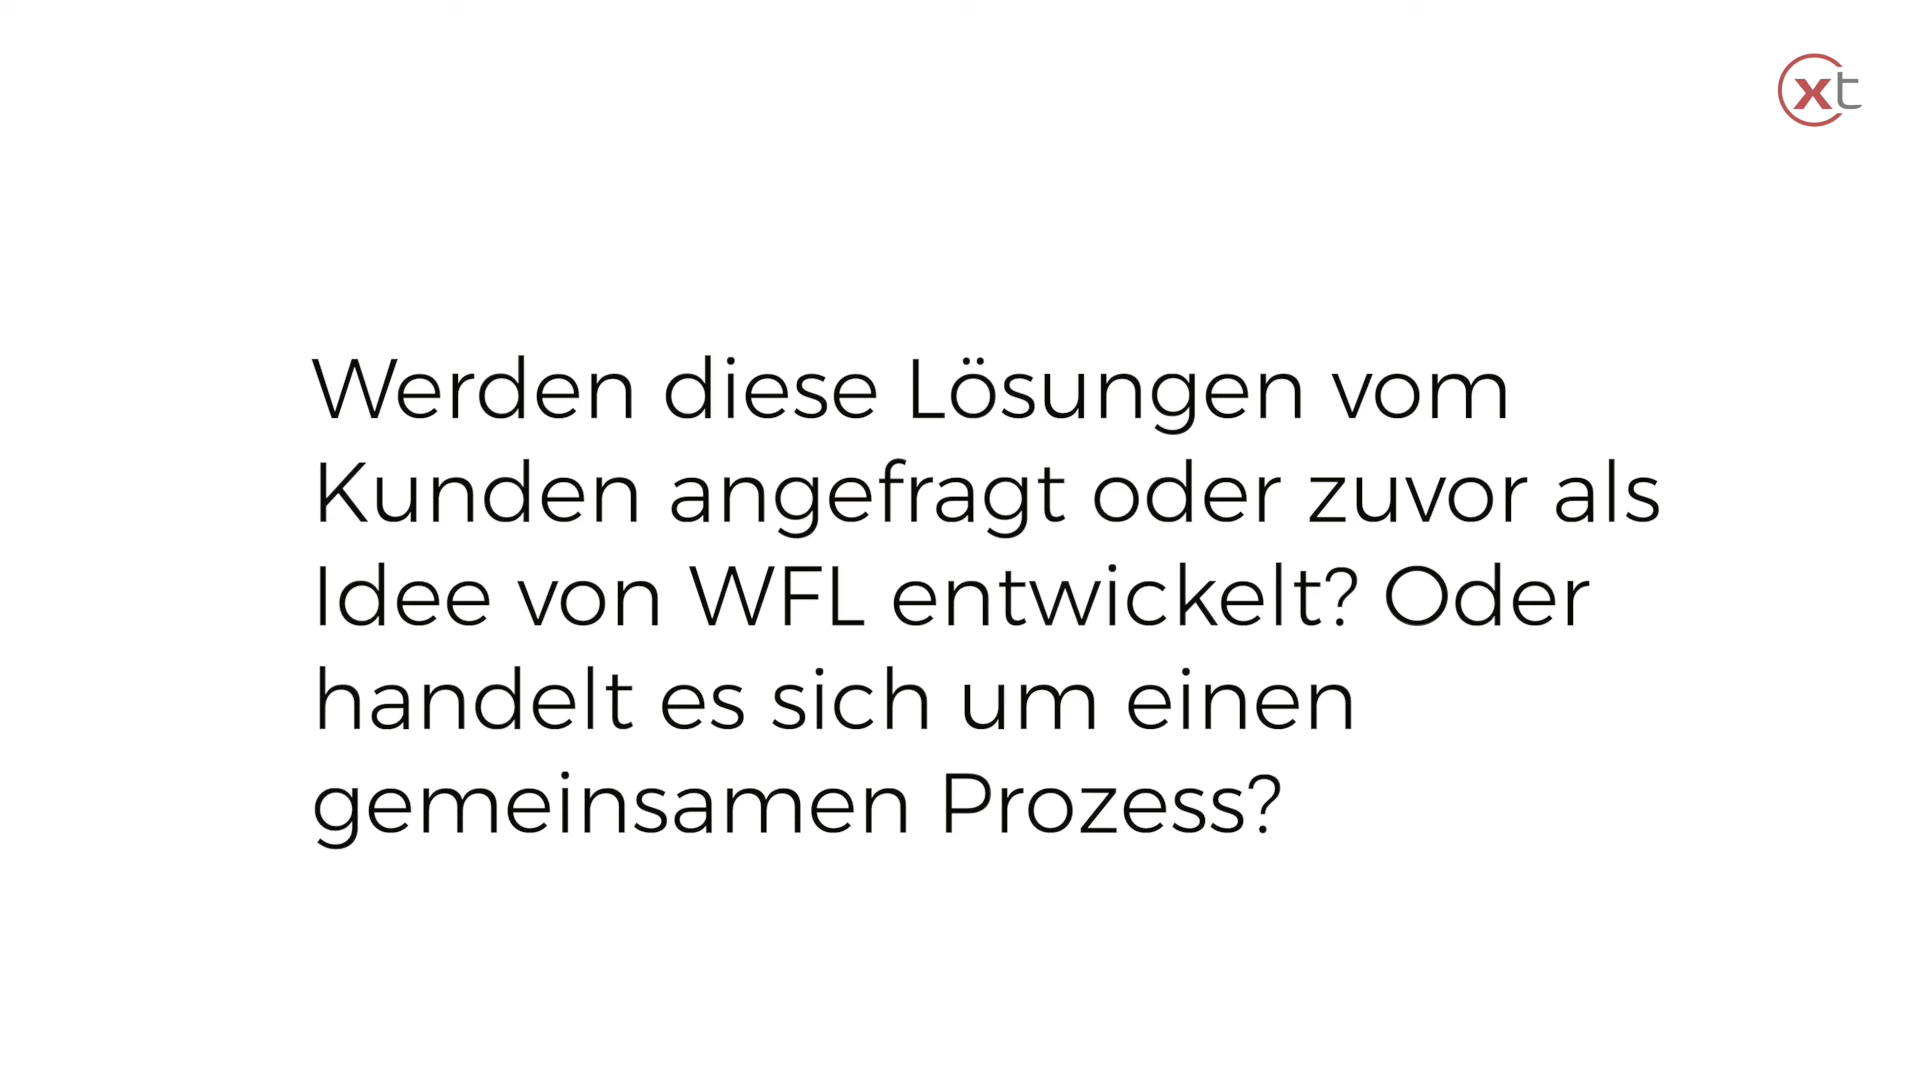 xt
Werden diese Lösungen vom
Kunden angefragt oder zuvor als
Idee von WFL entwickelt? Oder
handelt es sich um einen
gemeinsamen Prozess?